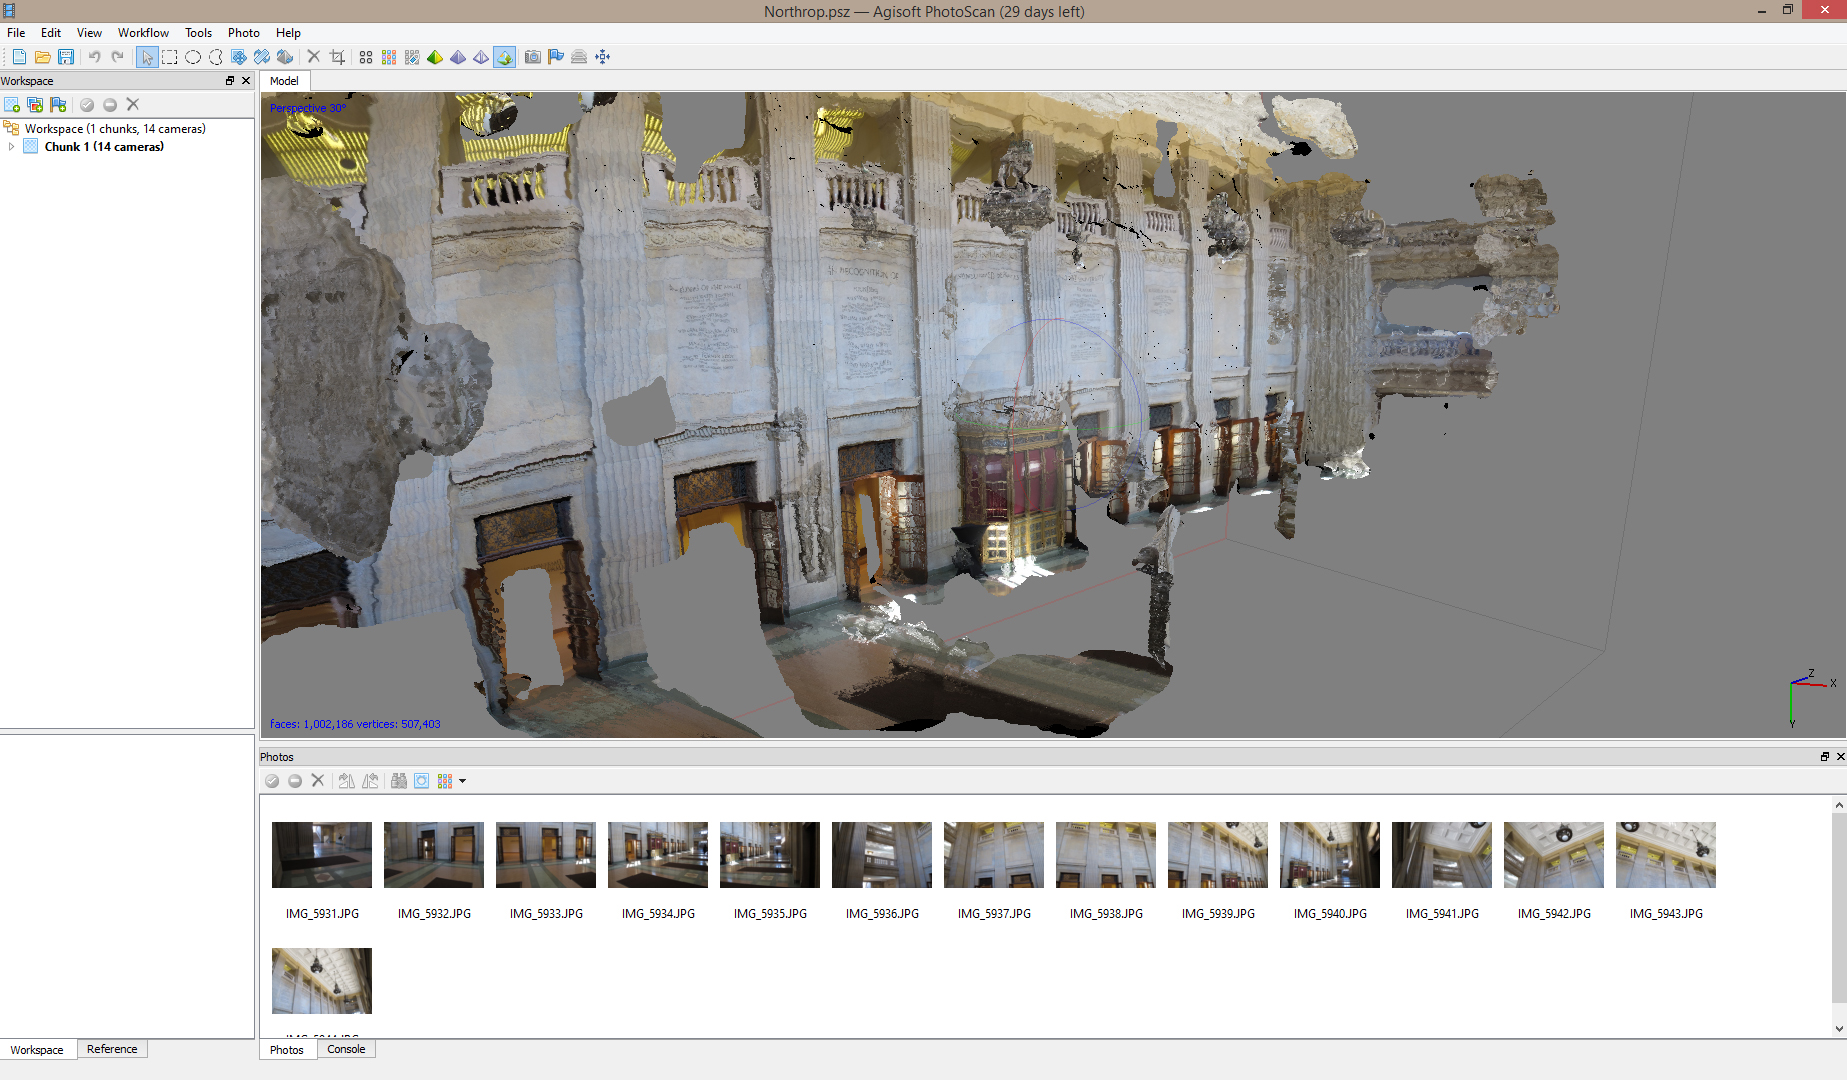 Northrop.psz — Agisoft PhotoScan (29 days left)
File Edit View Workflow Tools Photo Help
Workspace
Model
Perspective 30°
Workspace (1 chunks, 14 cameras)
Chunk 1 (14 cameras)
IN RECOGNITION OF
Z
X
Y
faces: 1,002,186 vertices: 507,403
Photos
IMG_5931.JPG IMG_5932.JPG IMG_5933.JPG IMG_5934.JPG IMG_5935.JPG IMG_5936.JPG IMG_5937.JPG IMG_5938.JPG IMG_5939.JPG IMG_5940.JPG IMG_5941.JPG IMG_5942.JPG IMG_5943.JPG
Workspace Reference
Photos Console